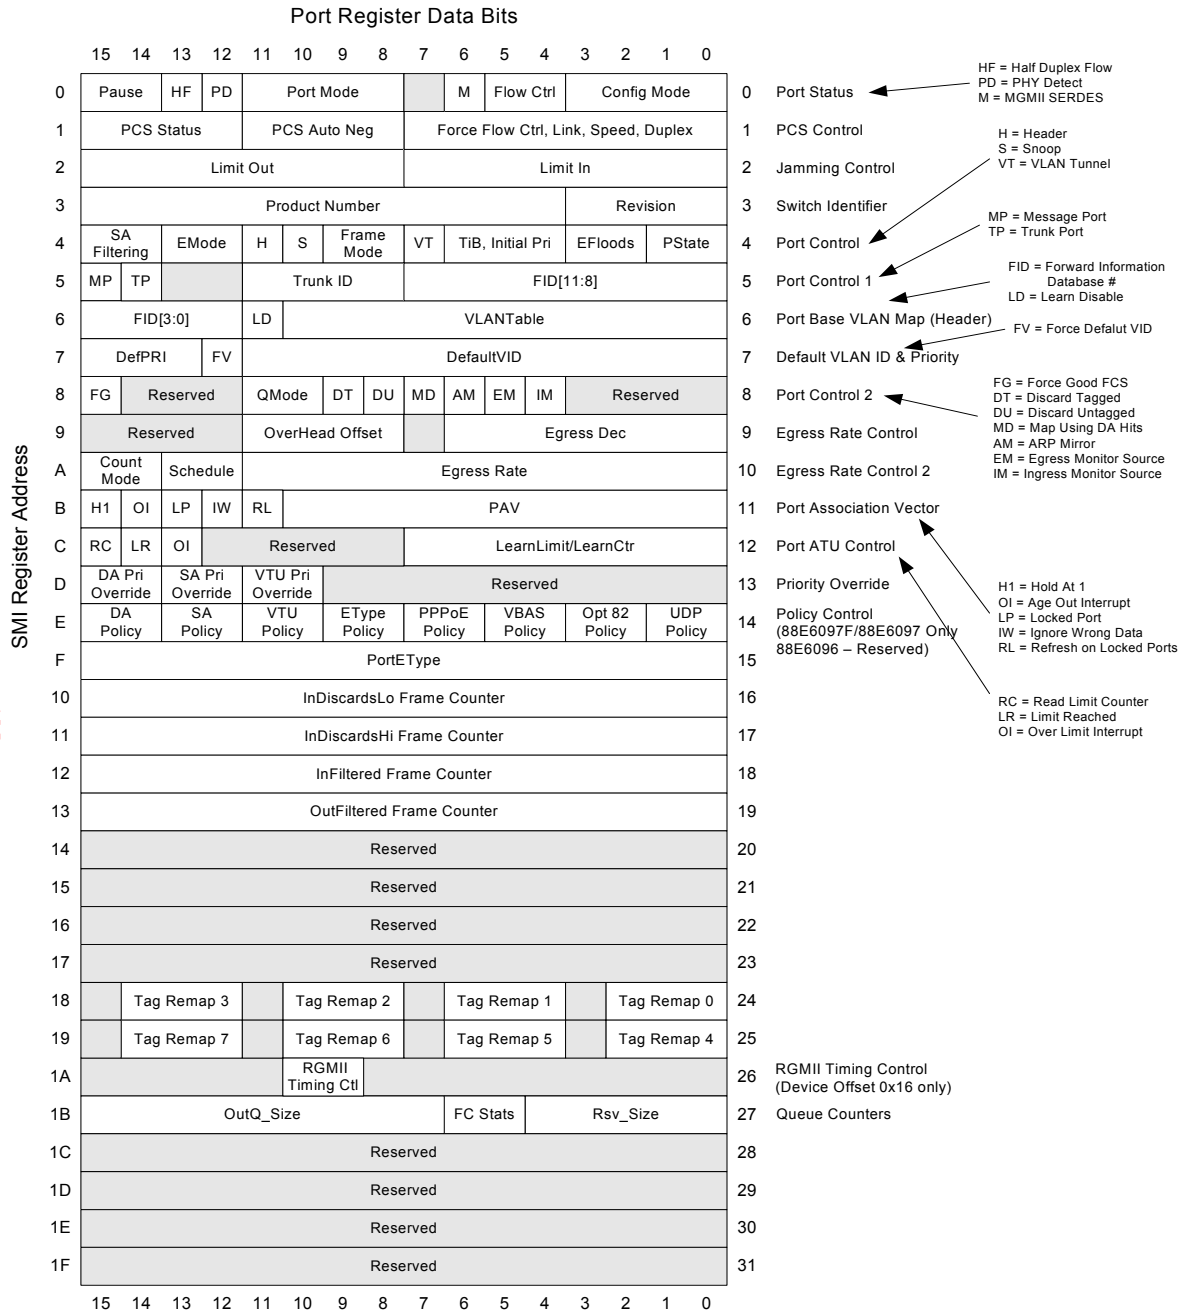 Port Register Data Bits
15 14 13 12 11 10 9 8 7 6 5 4 3 2 1 0
SMI Register Address
0 Pause HF PD Port Mode M Flow Ctrl Config Mode 0 Port Status
1 PCS Status PCS Auto Neg Force Flow Ctrl, Link, Speed, Duplex 1 PCS Control
2 Limit Out Limit In 2 Jamming Control
3 Product Number Revision 3 Switch Identifier
4 SA Filtering EMode H S Frame Mode VT TiB, Initial Pri EFloods PState 4 Port Control
5 MP TP Trunk ID FID[11:8] 5 Port Control 1
6 FID[3:0] LD VLANTable 6 Port Base VLAN Map (Header)
7 DefPRI FV DefaultVID 7 Default VLAN ID & Priority
8 FG Reserved QMode DT DU MD AM EM IM Reserved 8 Port Control 2
9 Reserved OverHead Offset Egress Dec 9 Egress Rate Control
A Count Mode Schedule Egress Rate 10 Egress Rate Control 2
B H1 OI LP IW RL PAV 11 Port Association Vector
C RC LR OI Reserved LearnLimit/LearnCtr 12 Port ATU Control
D DA Pri Override SA Pri Override VTU Pri Override Reserved 13 Priority Override
E DA Policy SA Policy VTU Policy EType Policy PPPoE Policy VBAS Policy Opt 82 Policy UDP Policy 14 Policy Control
(88E6097F/88E6097 Only
88E6096 – Reserved)
F PortEType 15
10 InDiscardsLo Frame Counter 16
11 InDiscardsHi Frame Counter 17
12 InFiltered Frame Counter 18
13 OutFiltered Frame Counter 19
14 Reserved 20
15 Reserved 21
16 Reserved 22
17 Reserved 23
18 Tag Remap 3 Tag Remap 2 Tag Remap 1 Tag Remap 0 24
19 Tag Remap 7 Tag Remap 6 Tag Remap 5 Tag Remap 4 25
1A RGMII Timing Ctl 26 RGMII Timing Control
(Device Offset 0x16 only)
1B OutQ_Size FC Stats Rsv_Size 27 Queue Counters
1C Reserved 28
1D Reserved 29
1E Reserved 30
1F Reserved 31
15 14 13 12 11 10 9 8 7 6 5 4 3 2 1 0
HF = Half Duplex Flow
PD = PHY Detect
M = MGMII SERDES
H = Header
S = Snoop
VT = VLAN Tunnel
MP = Message Port
TP = Trunk Port
FID = Forward Information
Database #
LD = Learn Disable
FV = Force Defalut VID
FG = Force Good FCS
DT = Discard Tagged
DU = Discard Untagged
MD = Map Using DA Hits
AM = ARP Mirror
EM = Egress Monitor Source
IM = Ingress Monitor Source
H1 = Hold At 1
OI = Age Out Interrupt
LP = Locked Port
IW = Ignore Wrong Data
RL = Refresh on Locked Ports
RC = Read Limit Counter
LR = Limit Reached
OI = Over Limit Interrupt